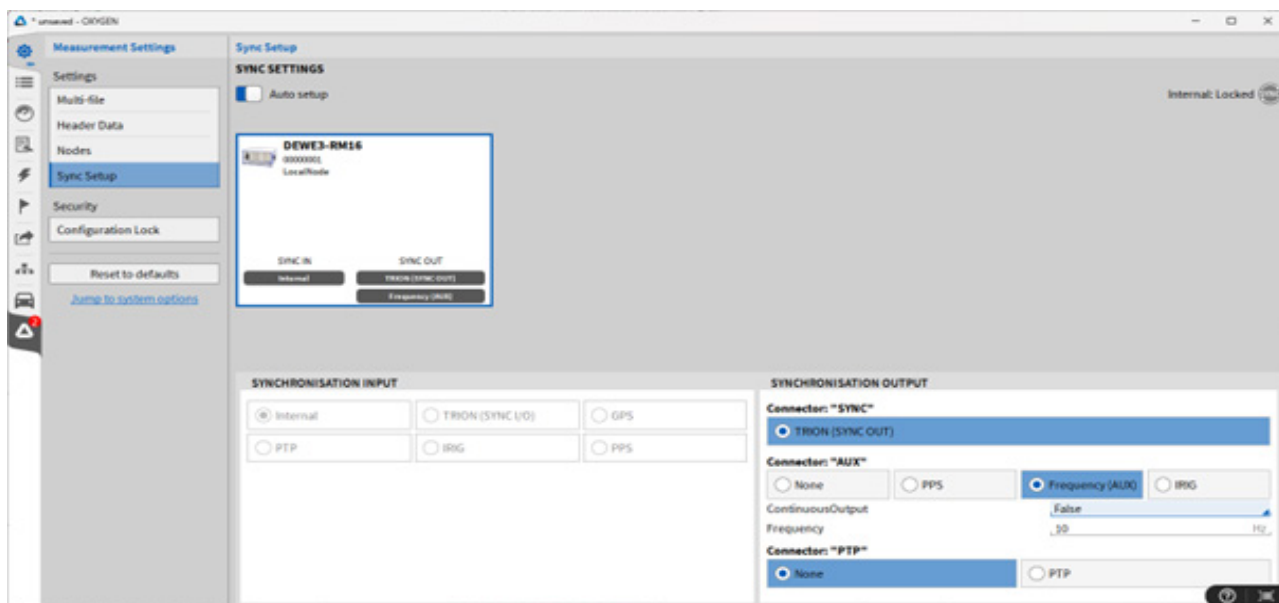 * unsaved - OXYGEN
Measurement Settings
Sync Setup
Settings
SYNC SETTINGS
Multi-file
Auto setup
Internal: Locked
Header Data
Nodes
DEWE3-RM16
00000001
LocalNode
Sync Setup
Security
Configuration Lock
SYNC IN
SYNC OUT
Reset to defaults
Internal
TRION (SYNC OUT)
Frequency (AUX)
Jump to system options
2
SYNCHRONISATION INPUT
SYNCHRONISATION OUTPUT
Internal
TRION (SYNC I/O)
GPS
PTP
IRIG
PPS
Connector: "SYNC"
TRION (SYNC OUT)
Connector: "AUX"
None
PPS
Frequency (AUX)
IRIG
ContinuousOutput
False
Frequency
10
Hz
Connector: "PTP"
None
PTP